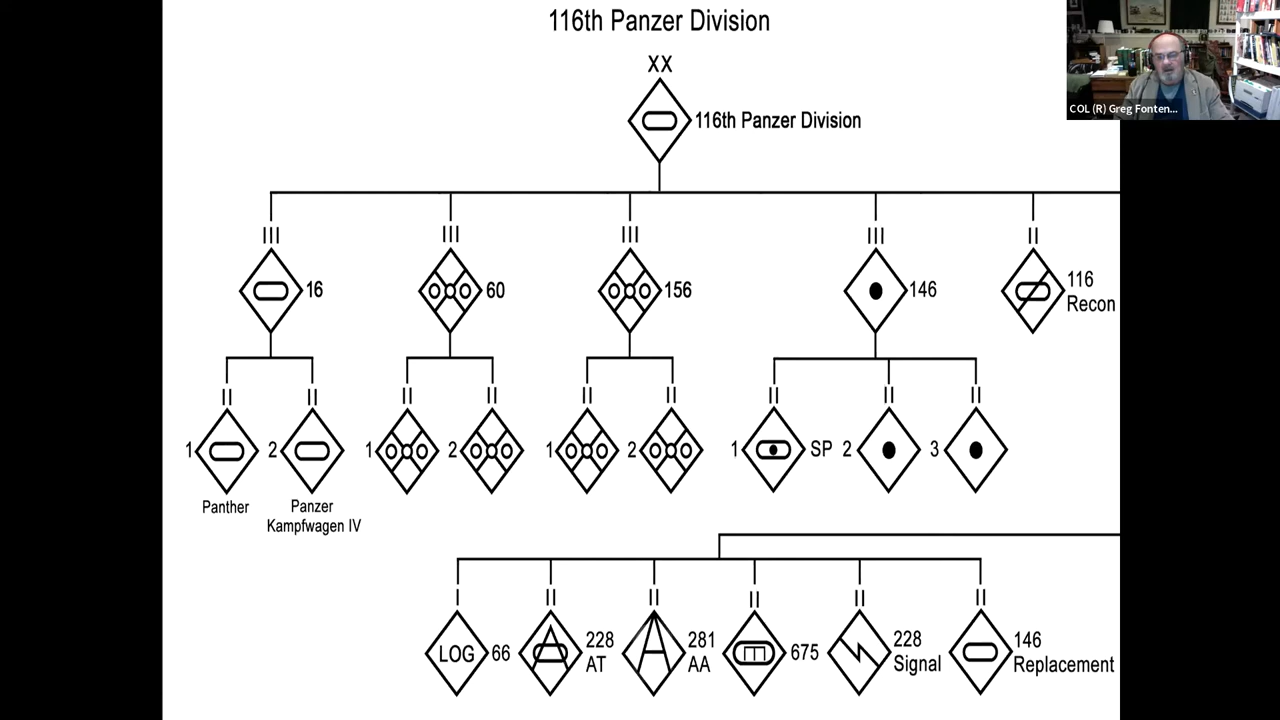 116th Panzer Division
COL (R) Greg Fonten...
XX
116th Panzer Division
III III III III II
16 60 156 146 116
Recon
II II II II II II II II II
1 2 1 2 1 2 1 SP 2 3
Panther Panzer
Kampfwagen IV
I II II II II II
LOG 66 228
AT 281
AA 675 228
Signal 146
Replacement